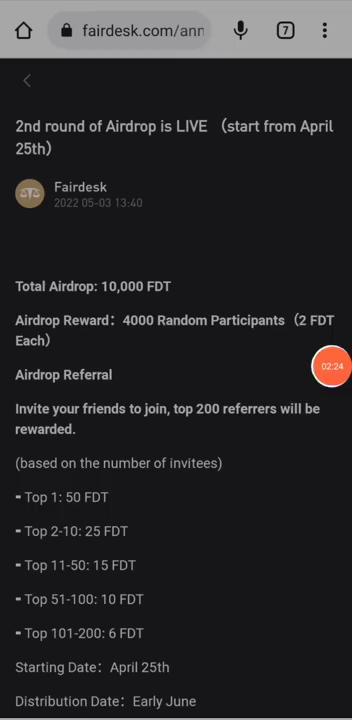 fairdesk.com/ann
7
2nd round of Airdrop is LIVE （start from April
25th）
Fairdesk
2022 05-03 13:40
Total Airdrop: 10,000 FDT
Airdrop Reward：4000 Random Participants（2 FDT
Each）
02:24
Airdrop Referral
Invite your friends to join, top 200 referrers will be
rewarded.
(based on the number of invitees)
- Top 1: 50 FDT
- Top 2-10: 25 FDT
- Top 11-50: 15 FDT
- Top 51-100: 10 FDT
- Top 101-200: 6 FDT
Starting Date：April 25th
Distribution Date：Early June